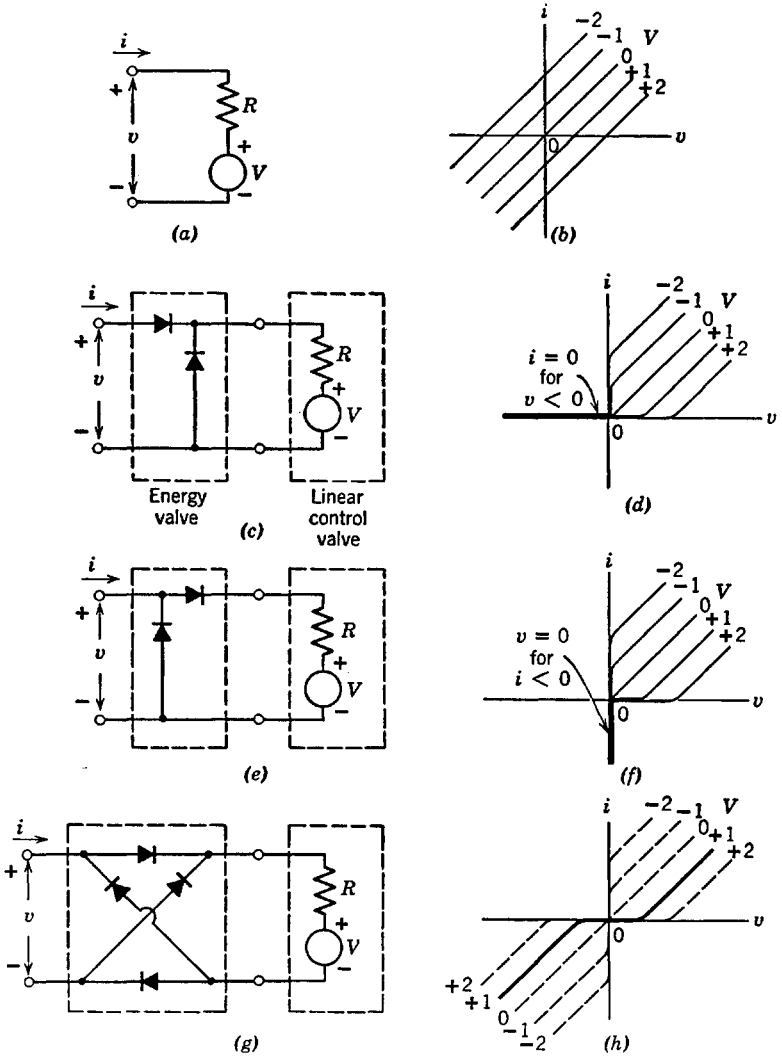 i
+
v
−
R
+
V
−
(a)
i
-2
-1 V
0
+1
+2
v
0
(b)
i
+
v
−
R
+
V
−
Energy
valve
Linear
control
valve
(c)
i
-2
-1 V
0
+1
+2
i = 0
for
v < 0
v
0
(d)
i
+
v
−
R
+
V
−
(e)
i
-2
-1 V
0
+1
+2
v = 0
for
i < 0
v
0
(f)
i
+
v
−
R
+
V
−
(g)
i
-2 -1 V
0 +1
+2
v
0
+2
+1
0
-1
-2
(h)